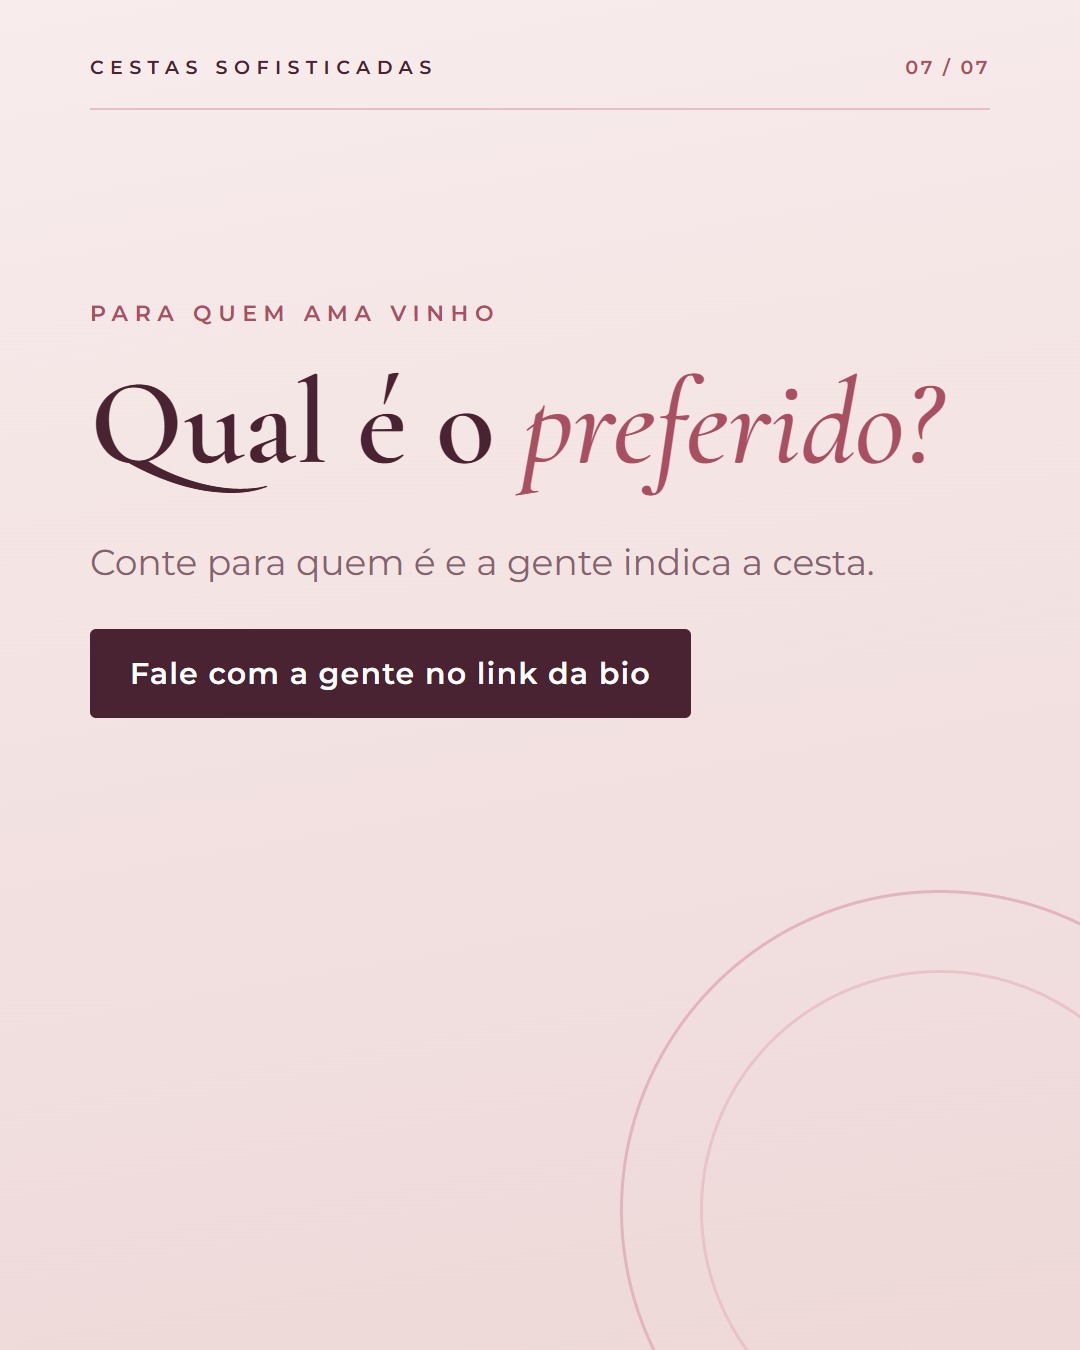 CESTAS SOFISTICADAS
07 / 07
PARA QUEM AMA VINHO
Qual é o preferido?
Conte para quem é e a gente indica a cesta.
Fale com a gente no link da bio